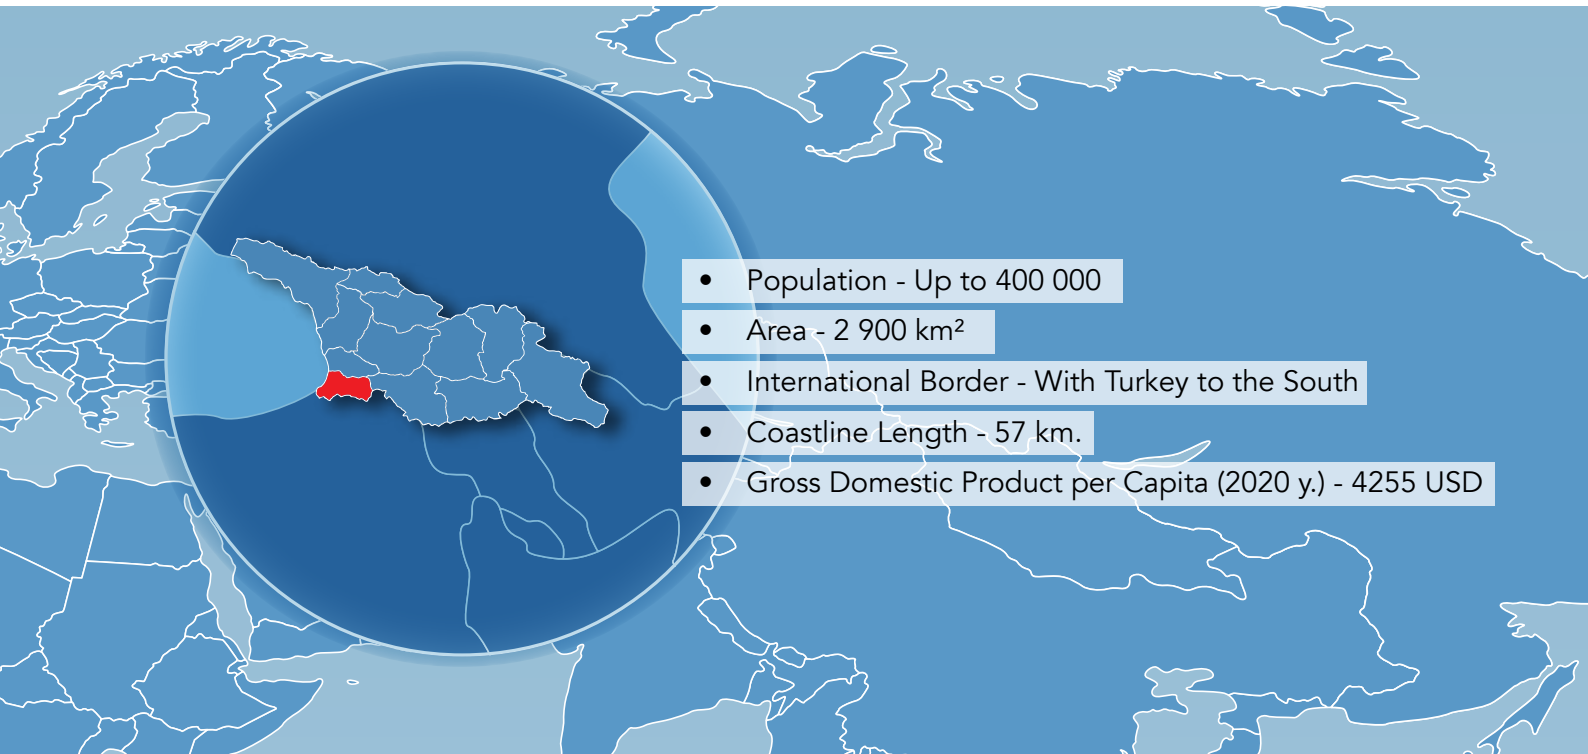 • Population - Up to 400 000
• Area - 2 900 km²
• International Border - With Turkey to the South
• Coastline Length - 57 km.
• Gross Domestic Product per Capita (2020 y.) - 4255 USD